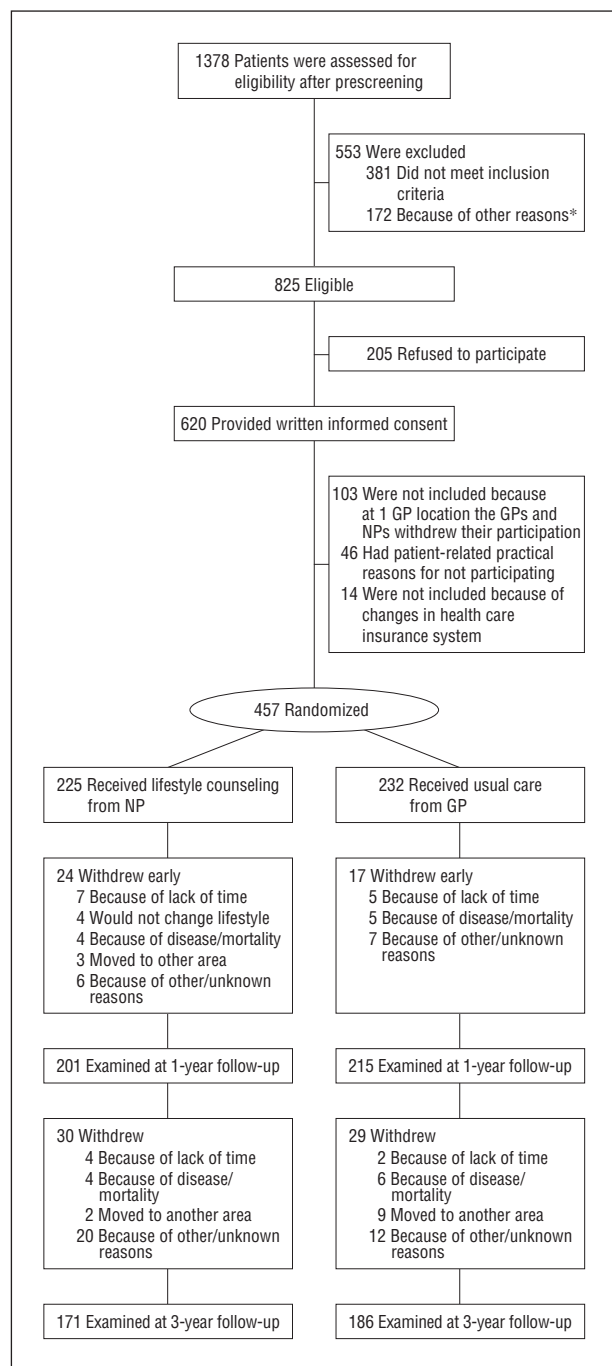 1378 Patients were assessed for
eligibility after prescreening
553 Were excluded
381 Did not meet inclusion
criteria
172 Because of other reasons*
825 Eligible
205 Refused to participate
620 Provided written informed consent
103 Were not included because
at 1 GP location the GPs and
NPs withdrew their participation
46 Had patient-related practical
reasons for not participating
14 Were not included because of
changes in health care
insurance system
457 Randomized
225 Received lifestyle counseling
from NP
232 Received usual care
from GP
24 Withdrew early
7 Because of lack of time
4 Would not change lifestyle
4 Because of disease/mortality
3 Moved to other area
6 Because of other/unknown
reasons
17 Withdrew early
5 Because of lack of time
5 Because of disease/mortality
7 Because of other/unknown
reasons
201 Examined at 1-year follow-up
215 Examined at 1-year follow-up
30 Withdrew
4 Because of lack of time
4 Because of disease/
mortality
2 Moved to another area
20 Because of other/unknown
reasons
29 Withdrew
2 Because of lack of time
6 Because of disease/
mortality
9 Moved to another area
12 Because of other/unknown
reasons
171 Examined at 3-year follow-up
186 Examined at 3-year follow-up